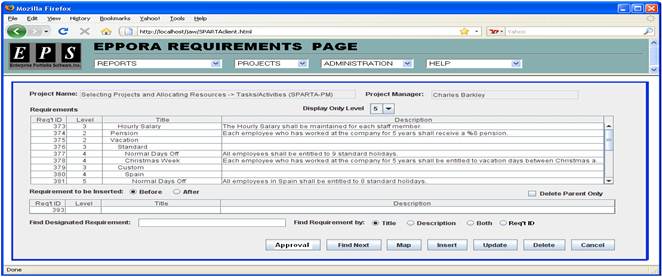 Mozilla Firefox
File Edit View History Bookmarks Yahoo! Tools Help
http://localhost/jaw/SPARTAclient.html
Yahoo
EPS
Enterprise Portfolio Software, Inc.
EPPORA REQUIREMENTS PAGE
REPORTS PROJECTS ADMINISTRATION HELP
Project Name: Selecting Projects and Allocating Resources -> Tasks/Activities (SPARTA-PM) Project Manager: Charles Barkley
Requirements Display Only Level 5
Req't ID Level Title Description
373 3 Hourly Salary The Hourly Salary shall be maintained for each staff member.
374 2 Pension Each employee who has worked at the company for 5 years shall receive a %6 pension.
375 2 Vacation
376 3 Standard
377 4 Normal Days Off All employees shall be entitled to 9 standard holidays.
378 4 Christmas Week Each employee who has worked at the company for 5 years shall be entitled to vacation days between Christmas a...
379 3 Custom
380 4 Spain
381 5 Normal Days Off All employees in Spain shall be entitled to 8 standard holidays.
Requirement to be Inserted: Before After Delete Parent Only
Req't ID Level Title Description
393
Find Designated Requirement: Find Requirement by: Title Description Both Req't ID
Approval Find Next Map Insert Update Delete Cancel
Done